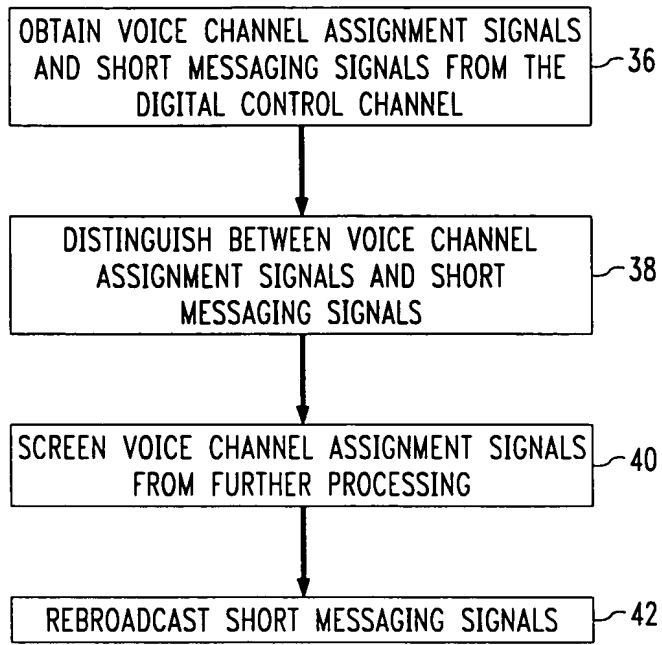 OBTAIN VOICE CHANNEL ASSIGNMENT SIGNALS
AND SHORT MESSAGING SIGNALS FROM THE
DIGITAL CONTROL CHANNEL
36
DISTINGUISH BETWEEN VOICE CHANNEL
ASSIGNMENT SIGNALS AND SHORT
MESSAGING SIGNALS
38
SCREEN VOICE CHANNEL ASSIGNMENT SIGNALS
FROM FURTHER PROCESSING
40
REBROADCAST SHORT MESSAGING SIGNALS
42